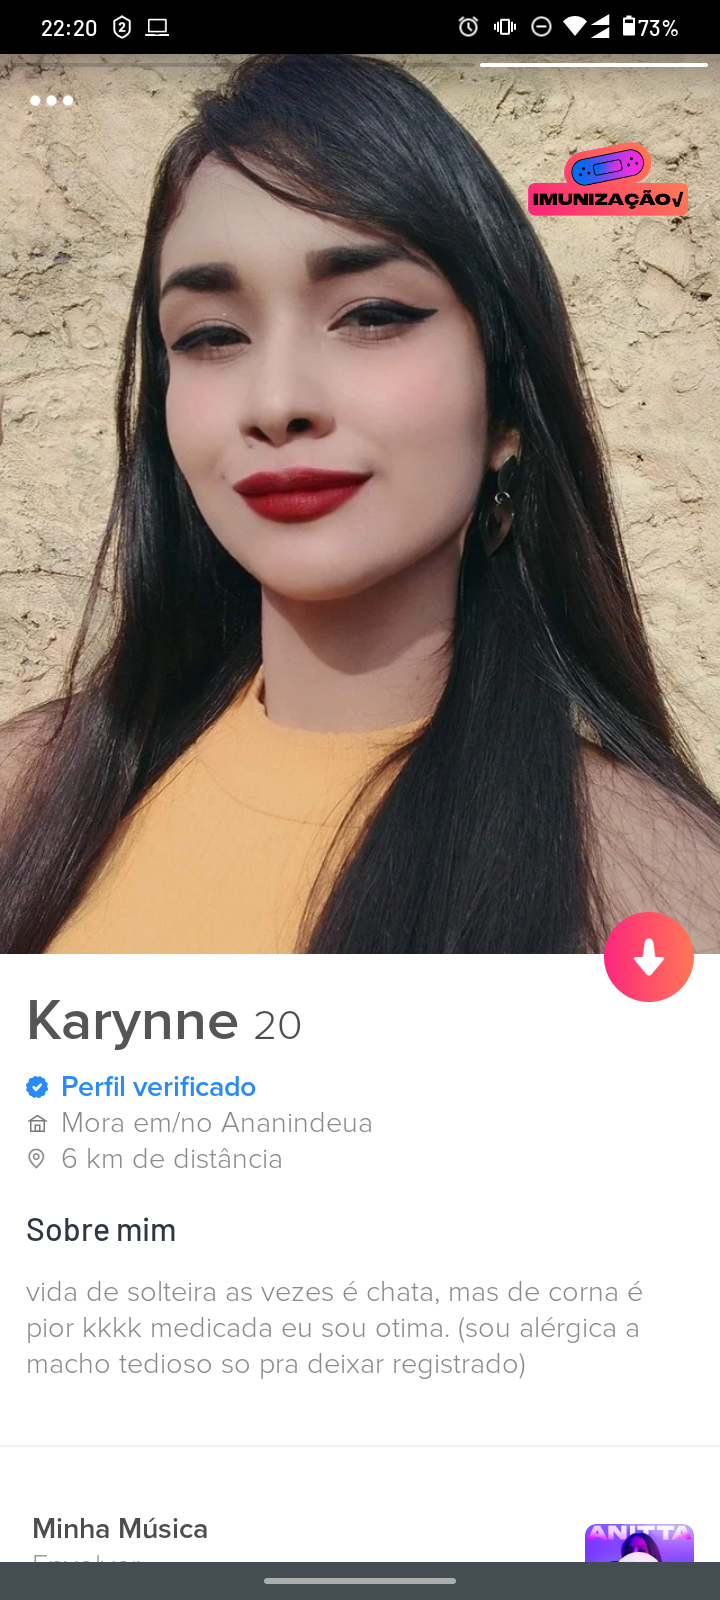 22:20
2
73%
IMUNIZAÇÃO√
Karynne 20
Perfil verificado
Mora em/no Ananindeua
6 km de distância
Sobre mim
vida de solteira as vezes é chata, mas de corna é
pior kkkk medicada eu sou otima. (sou alérgica a
macho tedioso so pra deixar registrado)
Minha Música
ANITTA
Envolver